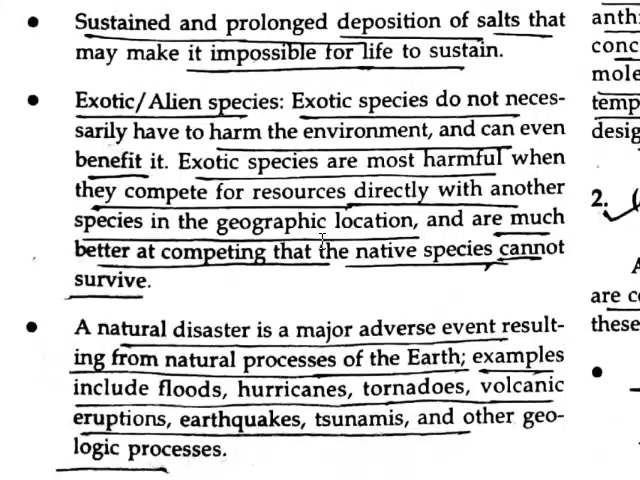 • Sustained and prolonged deposition of salts that
may make it impossible for life to sustain.
• Exotic/Alien species: Exotic species do not neces-
sarily have to harm the environment, and can even
benefit it. Exotic species are most harmful when
they compete for resources directly with another
species in the geographic location, and are much
better at competing that the native species cannot
survive.
• A natural disaster is a major adverse event result-
ing from natural processes of the Earth; examples
include floods, hurricanes, tornadoes, volcanic
eruptions, earthquakes, tsunamis, and other geo-
logic processes.
anth
conc
mole
temp
desig
2.
A
are c
these
•